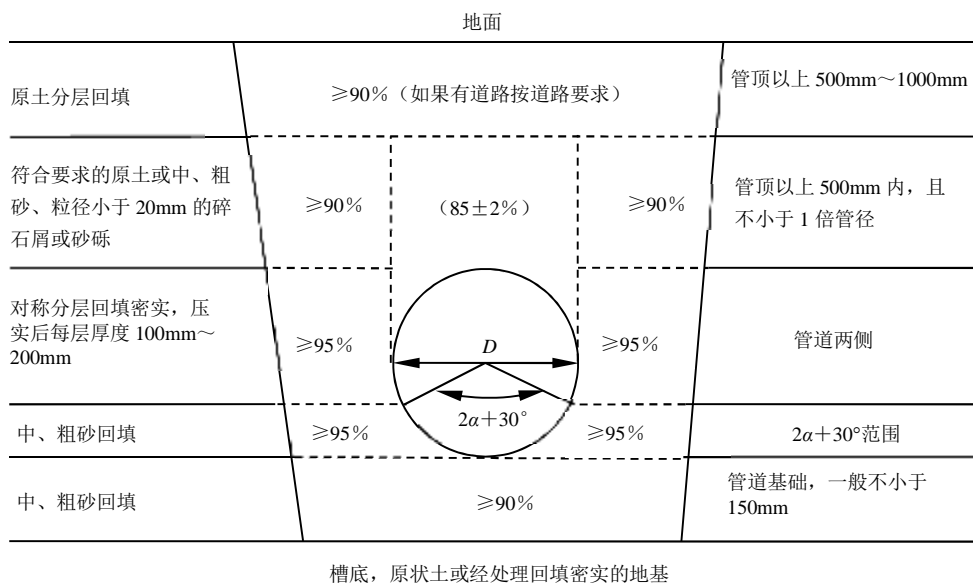 地面
原土分层回填
≥90%(如果有道路按道路要求)
管顶以上 500mm～1000mm
符合要求的原土或中、粗
砂、粒径小于 20mm 的碎
石屑或砂砾
≥90%
(85±2%)
≥90%
管顶以上 500mm 内，且
不小于 1 倍管径
对称分层回填密实，压
实后每层厚度 100mm～
200mm
≥95%
D
≥95%
管道两侧
2α＋30°
中、粗砂回填
≥95%
≥95%
2α＋30°范围
中、粗砂回填
≥90%
管道基础，一般不小于
150mm
槽底，原状土或经处理回填密实的地基